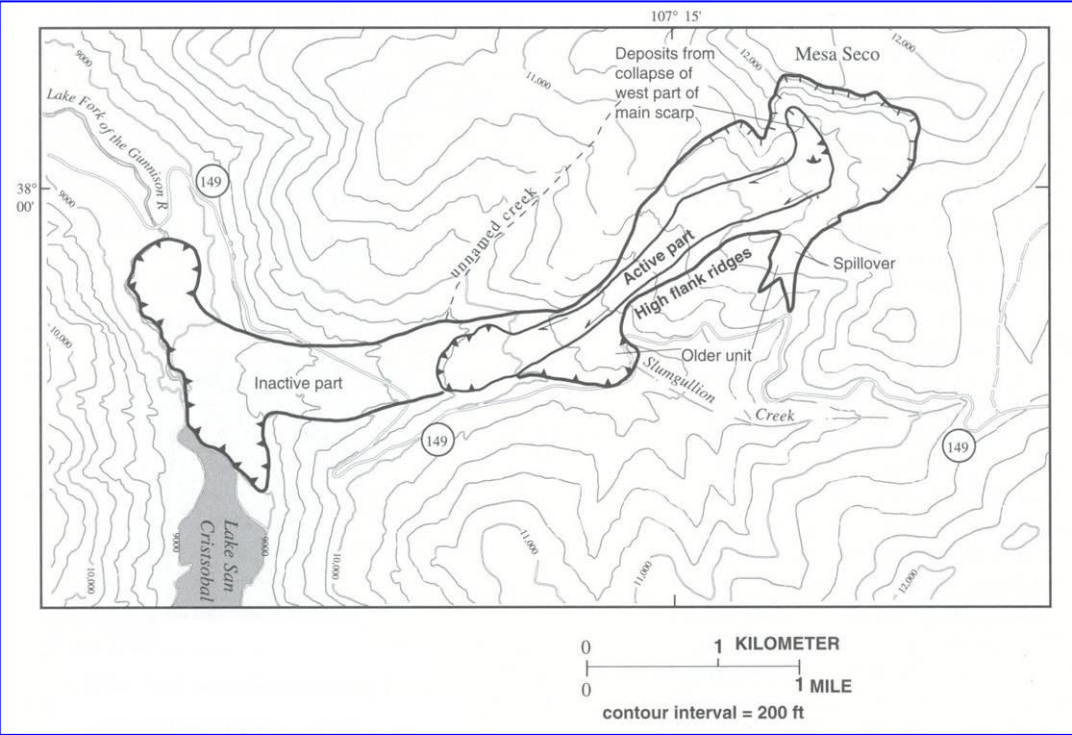 107° 15'
Deposits from
collapse of
west part of
main scarp
Mesa Seco
12,000
12,000
11,000
9000
Lake Fork of the Gunnison R
149
38°
00'
9000
unnamed creek
Active part
High flank ridges
Spillover
10,000
Older unit
Inactive part
Slumgullion
Creek
149
149
Lake San
Cristsobal
9000
9000
10,000
10,000
11,000
11,000
12,000
0
1 KILOMETER
0
1 MILE
contour interval = 200 ft